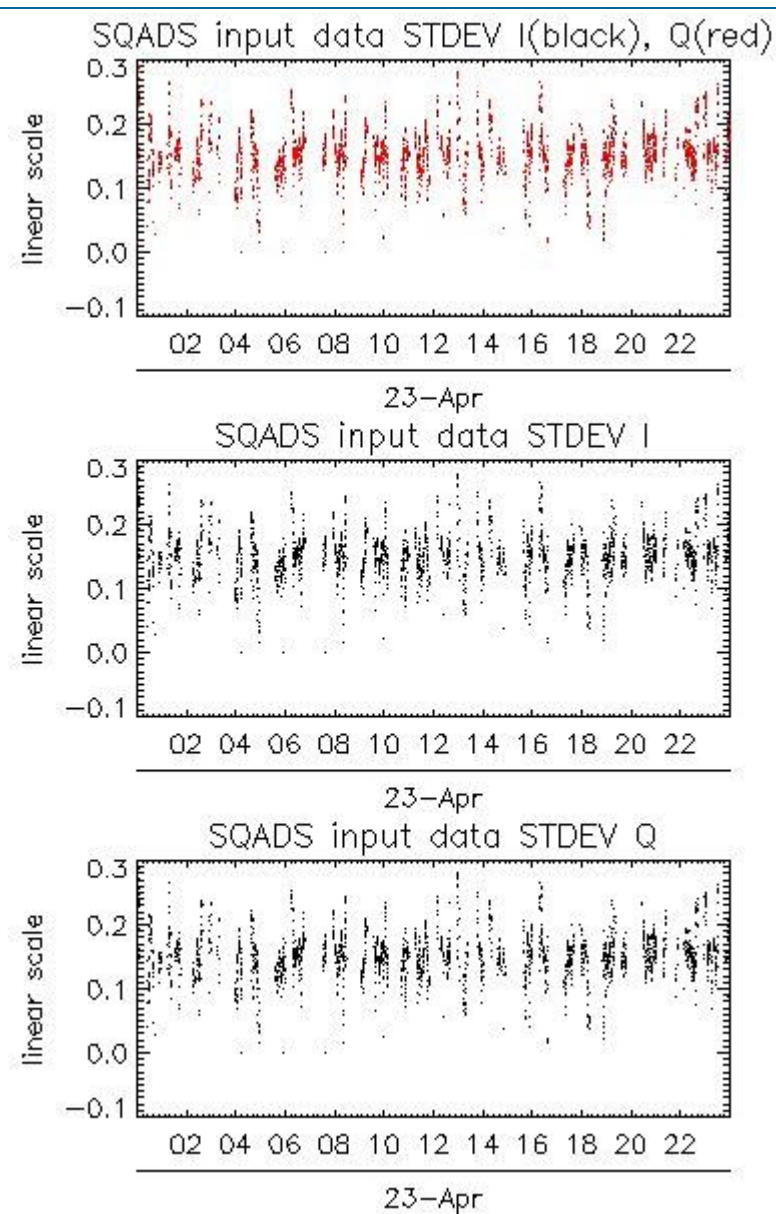 SQADS input data STDEV I(black), Q(red)
0.3
0.2
0.1
0.0
-0.1
linear scale
02 04 06 08 10 12 14 16 18 20 22
23-Apr
SQADS input data STDEV I
0.3
0.2
0.1
0.0
-0.1
linear scale
02 04 06 08 10 12 14 16 18 20 22
23-Apr
SQADS input data STDEV Q
0.3
0.2
0.1
0.0
-0.1
linear scale
02 04 06 08 10 12 14 16 18 20 22
23-Apr